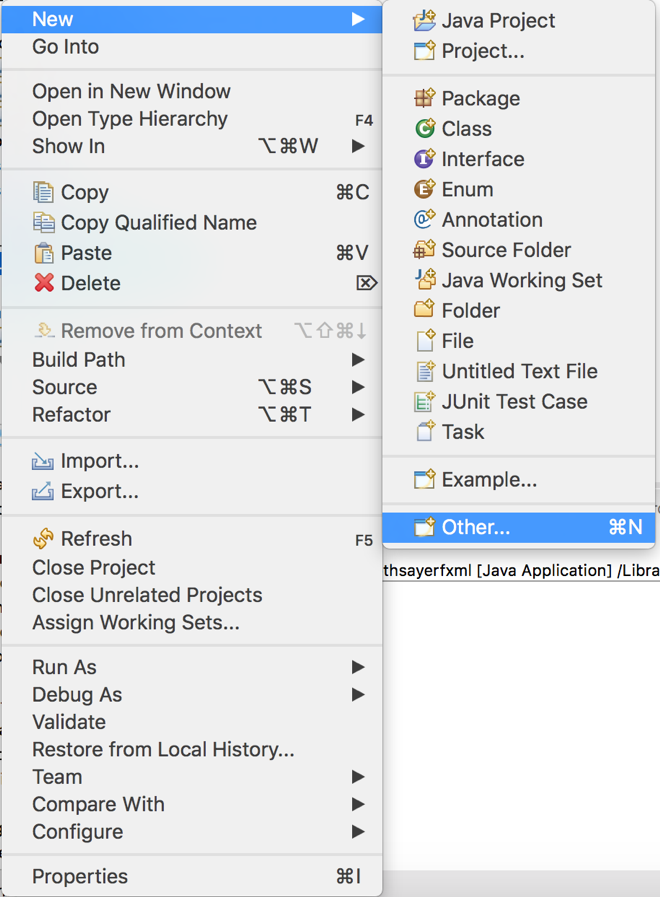 New ▶
Go Into
Open in New Window
Open Type Hierarchy F4
Show In ⌥⌘W ▶
Copy ⌘C
Copy Qualified Name
Paste ⌘V
Delete ⌦
Remove from Context ⌥⇧⌘↓
Build Path ▶
Source ⌥⌘S ▶
Refactor ⌥⌘T ▶
Import...
Export...
Refresh F5
Close Project
Close Unrelated Projects
Assign Working Sets...
Run As ▶
Debug As ▶
Validate
Restore from Local History...
Team ▶
Compare With ▶
Configure ▶
Properties ⌘I
Java Project
Project...
Package
Class
Interface
Enum
Annotation
Source Folder
Java Working Set
Folder
File
Untitled Text File
JUnit Test Case
Task
Example...
Other... ⌘N
thsayerfxml [Java Application] /Libra